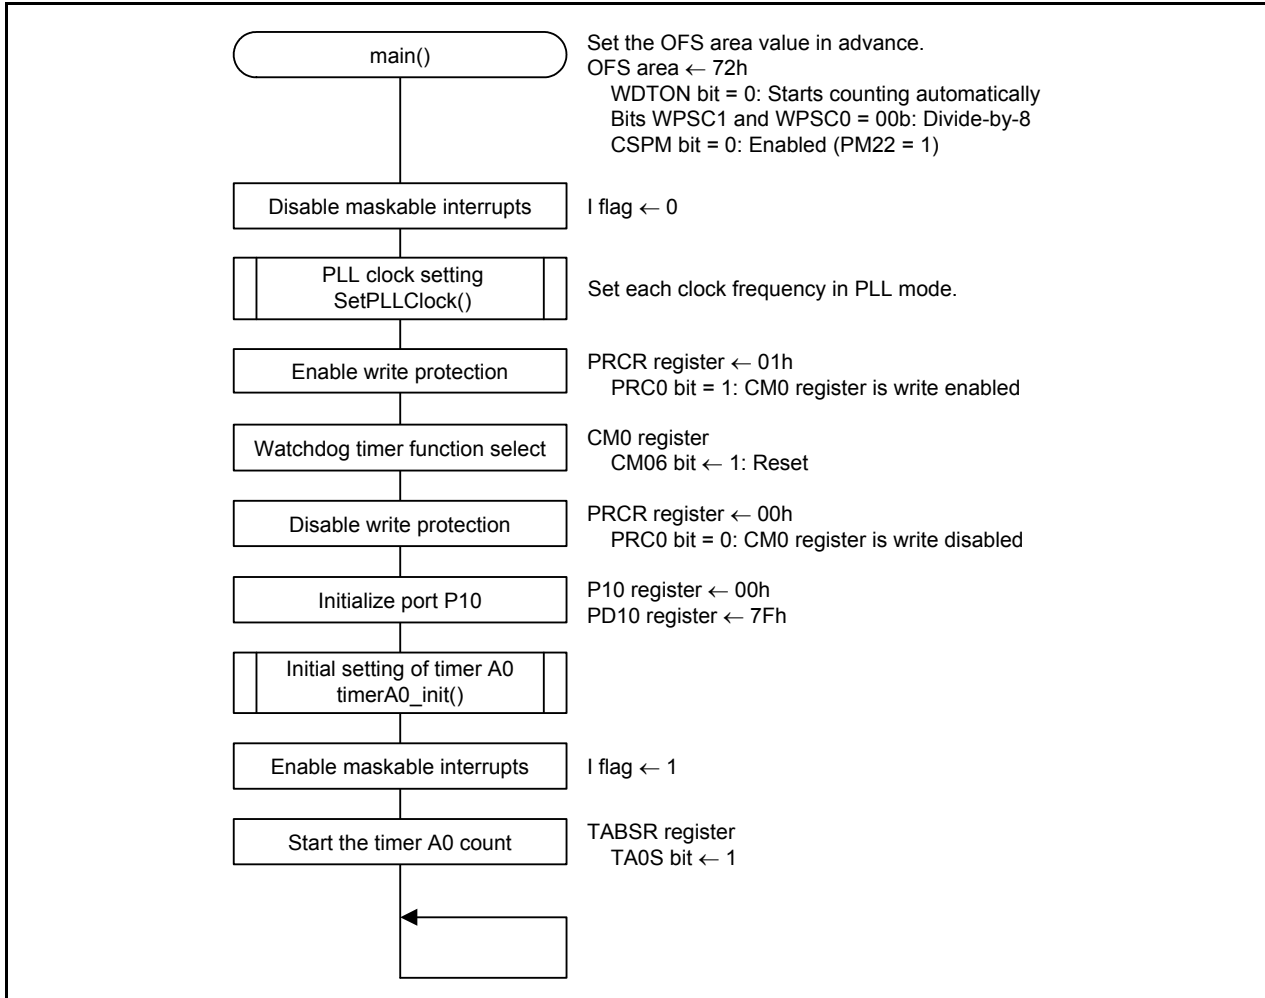 main()
Set the OFS area value in advance.
OFS area ← 72h
WDTON bit = 0: Starts counting automatically
Bits WPSC1 and WPSC0 = 00b: Divide-by-8
CSPM bit = 0: Enabled (PM22 = 1)
Disable maskable interrupts
I flag ← 0
PLL clock setting
SetPLLClock()
Set each clock frequency in PLL mode.
Enable write protection
PRCR register ← 01h
PRC0 bit = 1: CM0 register is write enabled
Watchdog timer function select
CM0 register
CM06 bit ← 1: Reset
Disable write protection
PRCR register ← 00h
PRC0 bit = 0: CM0 register is write disabled
Initialize port P10
P10 register ← 00h
PD10 register ← 7Fh
Initial setting of timer A0
timerA0_init()
Enable maskable interrupts
I flag ← 1
Start the timer A0 count
TABSR register
TA0S bit ← 1